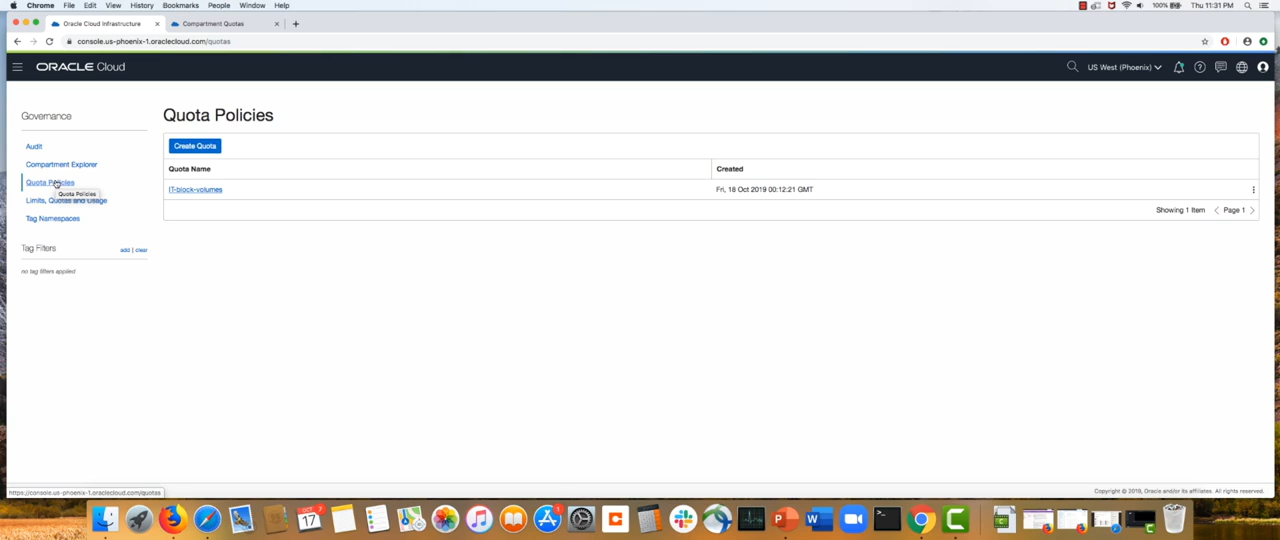 Chrome File Edit View History Bookmarks People Window Help
100% Thu 11:31 PM
Oracle Cloud Infrastructure
Compartment Quotas
console.us-phoenix-1.oraclecloud.com/quotas
ORACLE Cloud
US West (Phoenix)
Governance
Audit
Compartment Explorer
Quota Policies
Quota Policies
Limits, Quotas and Usage
Tag Namespaces
Tag Filters
add | clear
no tag filters applied
Quota Policies
Create Quota
Quota Name Created
IT-block-volumes Fri, 18 Oct 2019 00:12:21 GMT
Showing 1 Item < Page 1 >
https://console.us-phoenix-1.oraclecloud.com/quotas
Copyright © 2019, Oracle and/or its affiliates. All rights reserved.
OCT
17
1